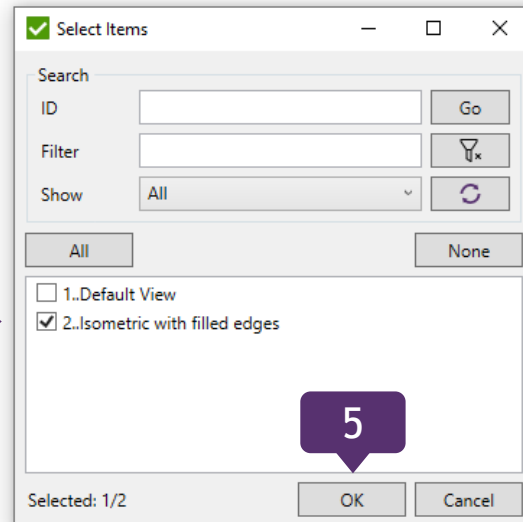 Select Items
Search
ID Go
Filter
Show All
All None
1..Default View
2..Isometric with filled edges
5
Selected: 1/2 OK Cancel